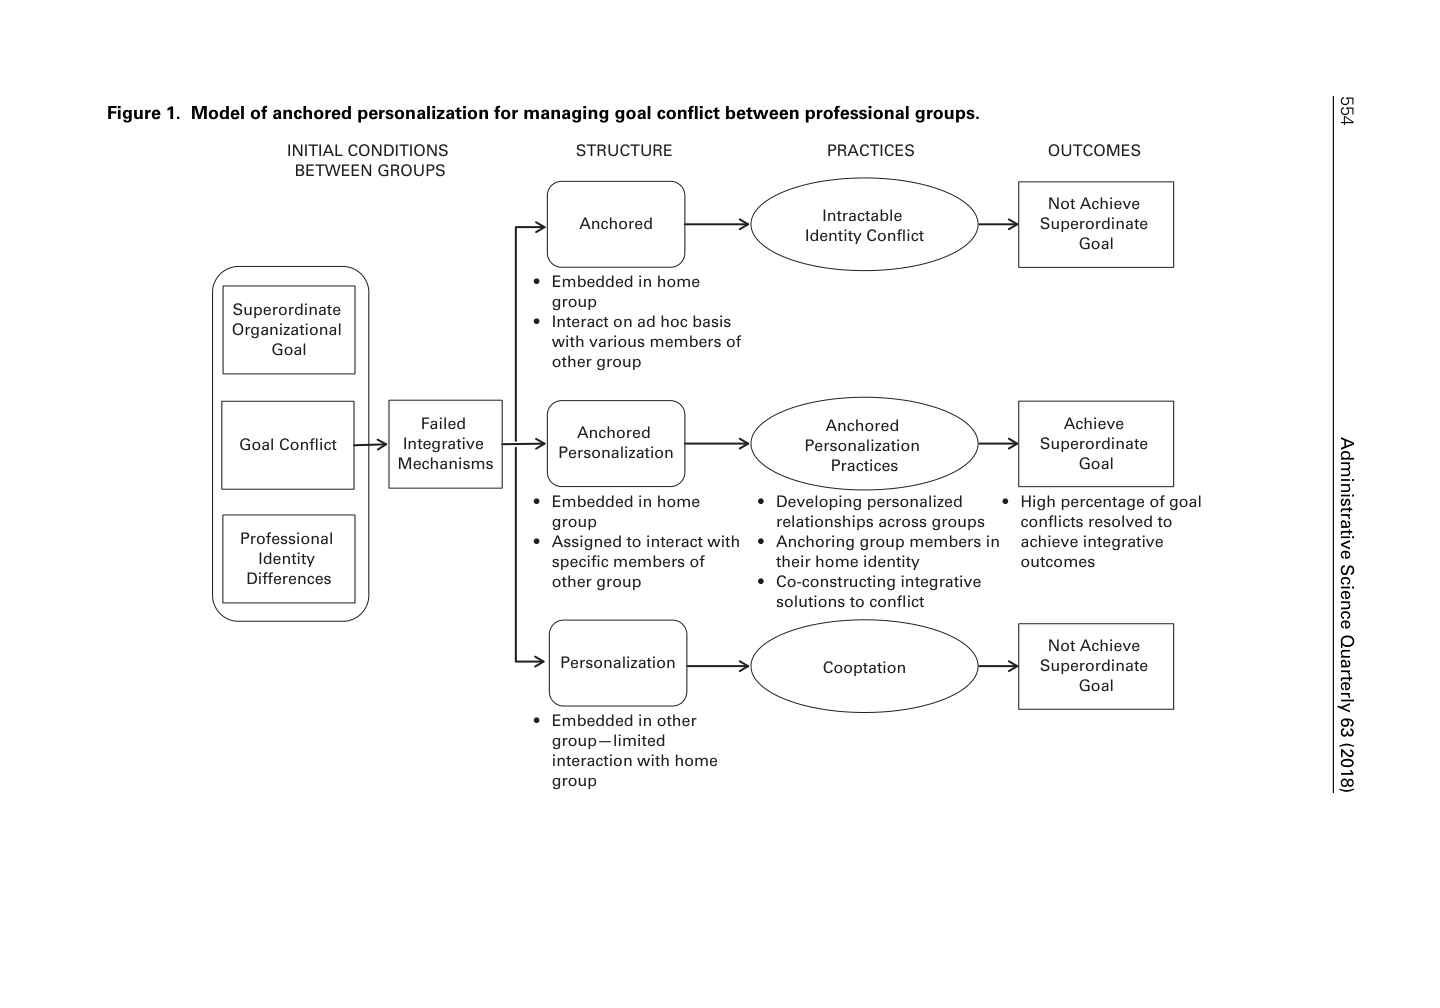 Figure 1. Model of anchored personalization for managing goal conflict between professional groups.
INITIAL CONDITIONS
BETWEEN GROUPS
STRUCTURE
PRACTICES
OUTCOMES
Superordinate
Organizational
Goal
Goal Conflict
Professional
Identity
Differences
Failed
Integrative
Mechanisms
Anchored
• Embedded in home
group
• Interact on ad hoc basis
with various members of
other group
Intractable
Identity Conflict
Not Achieve
Superordinate
Goal
Anchored
Personalization
• Embedded in home
group
• Assigned to interact with
specific members of
other group
Anchored
Personalization
Practices
• Developing personalized
relationships across groups
• Anchoring group members in
their home identity
• Co-constructing integrative
solutions to conflict
Achieve
Superordinate
Goal
• High percentage of goal
conflicts resolved to
achieve integrative
outcomes
Personalization
• Embedded in other
group—limited
interaction with home
group
Cooptation
Not Achieve
Superordinate
Goal
554
Administrative Science Quarterly 63 (2018)